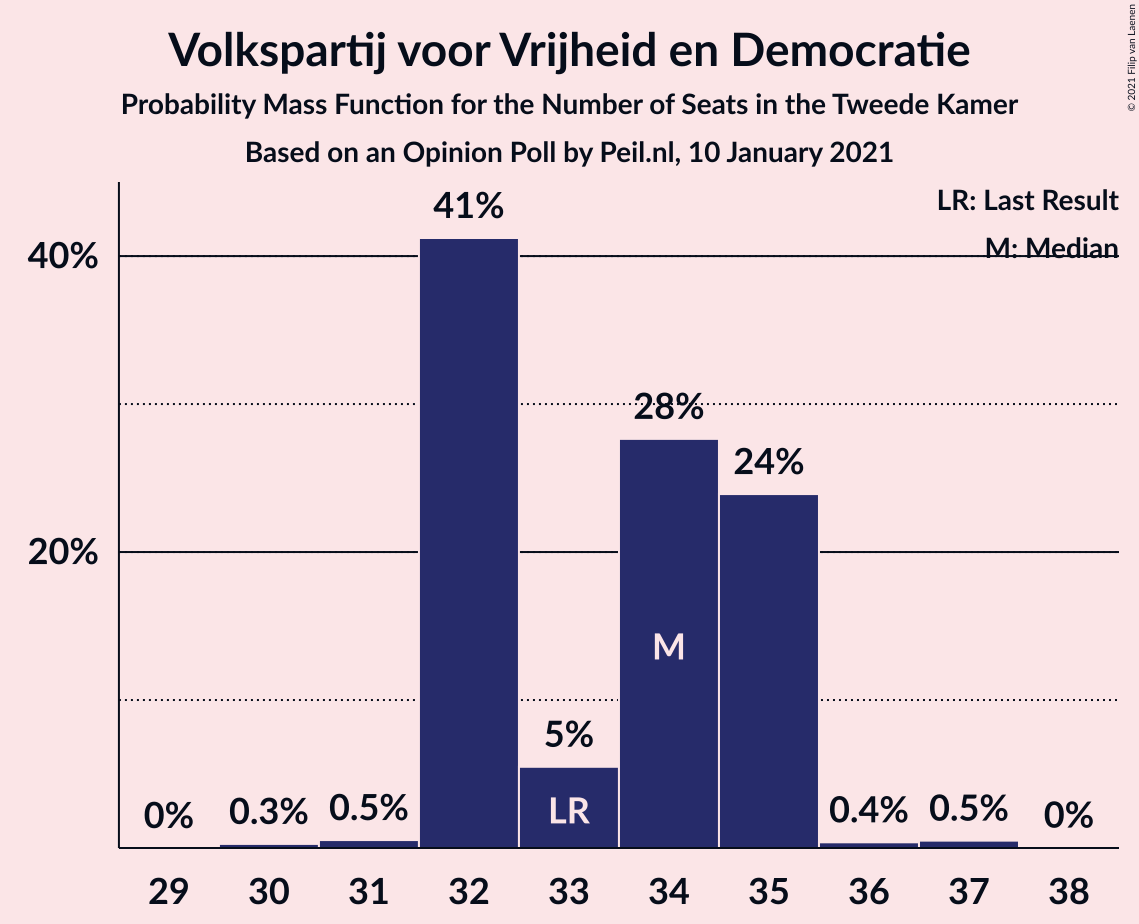 Volkspartij voor Vrijheid en Democratie
Probability Mass Function for the Number of Seats in the Tweede Kamer
Based on an Opinion Poll by Peil.nl, 10 January 2021
© 2021 Filip van Laenen
LR: Last Result
M: Median
40%
20%
0%
0.3%
0.5%
41%
5%
28%
24%
0.4%
0.5%
0%
LR
M
29 30 31 32 33 34 35 36 37 38